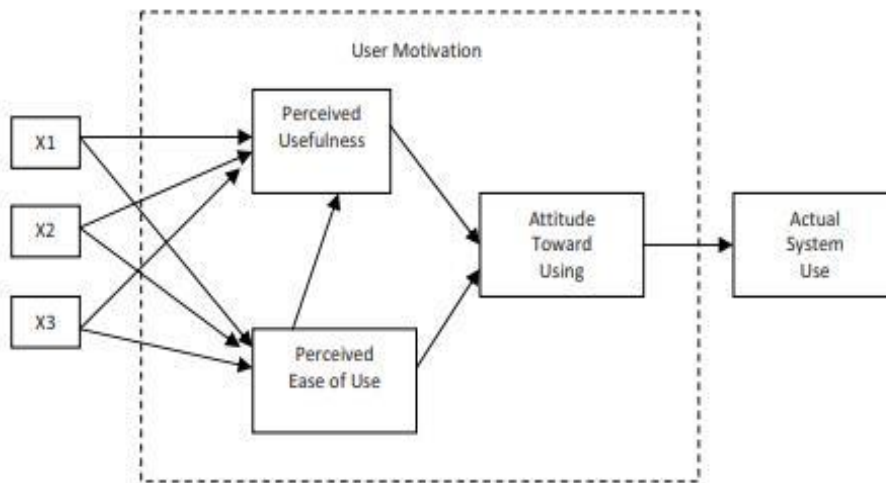 User Motivation
X1
Perceived
Usefulness
X2
Attitude
Toward
Using
Actual
System
Use
X3
Perceived
Ease of Use